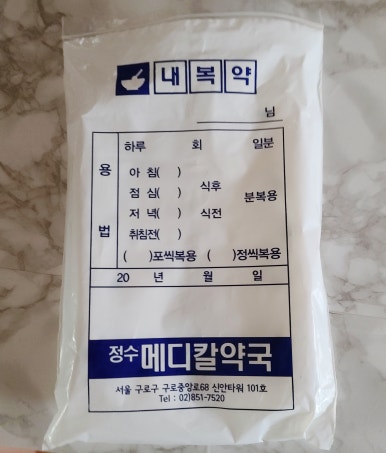 내복약
님
하루 회 일분
용법
아침( )
점심( ) 식후 분복용
저녁( ) 식전
취침전( )
( )포씩복용 ( )정씩복용
20 년 월 일
정수 메디칼약국
서울 구로구 구로중앙로68 신안타워 101호
Tel : 02)851-7520